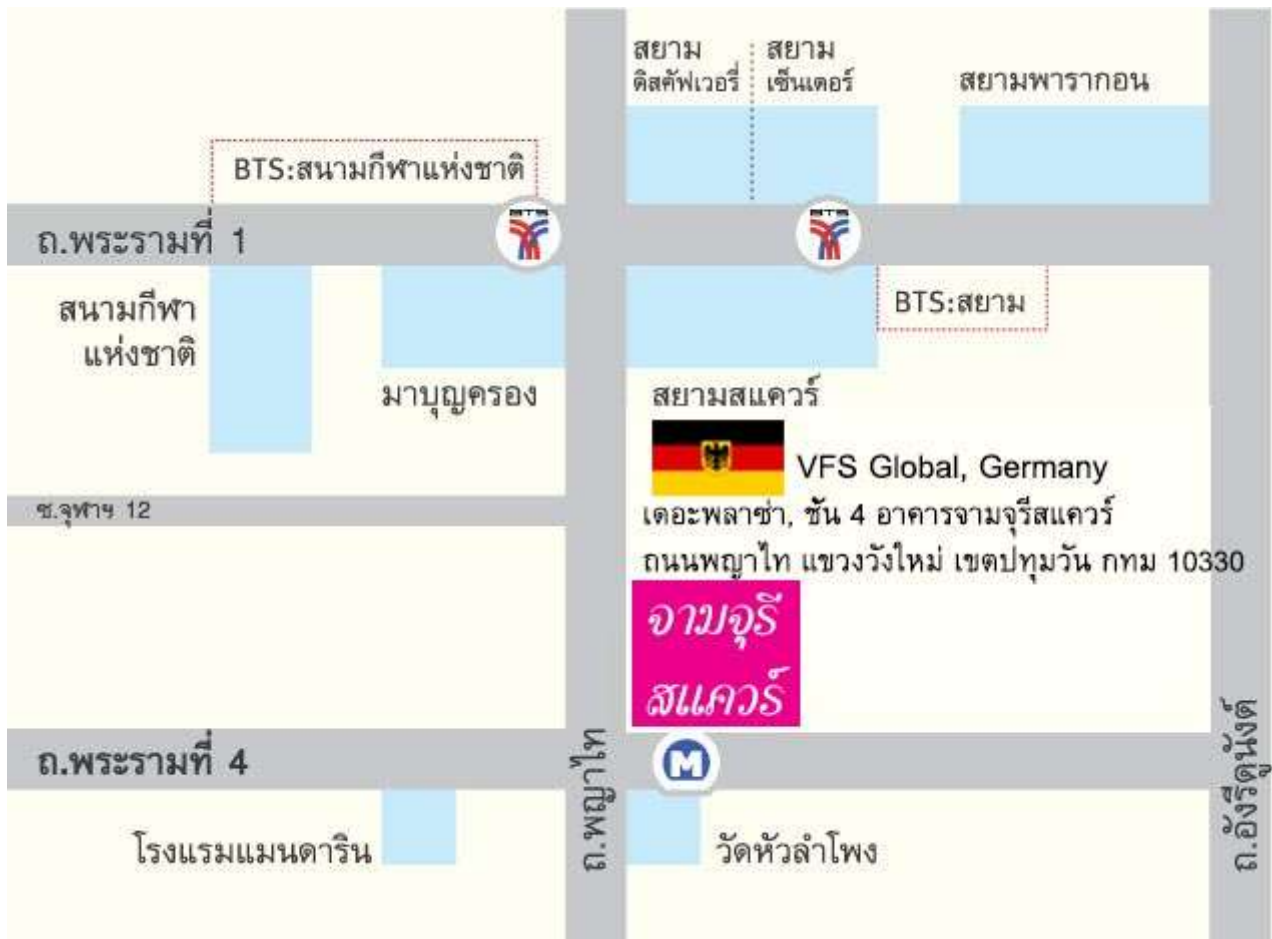 สยาม
ดิสคัฟเวอรี่
สยาม
เซ็นเตอร์
สยามพารากอน
BTS:สนามกีฬาแห่งชาติ
BTS
BTS
ถ.พระรามที่ 1
สนามกีฬา
แห่งชาติ
BTS:สยาม
มาบุญครอง
สยามสแควร์
VFS Global, Germany
ซ.จุฬาฯ 12
เดอะพลาซ่า, ชั้น 4 อาคารจามจุรีสแควร์
ถนนพญาไท แขวงวังใหม่ เขตปทุมวัน กทม 10330
จามจุรี
สแควร์
ถ.พระรามที่ 4
M
ถ.พญาไท
ถ.อังรีดูนังต์
โรงแรมแมนดาริน
วัดหัวลำโพง